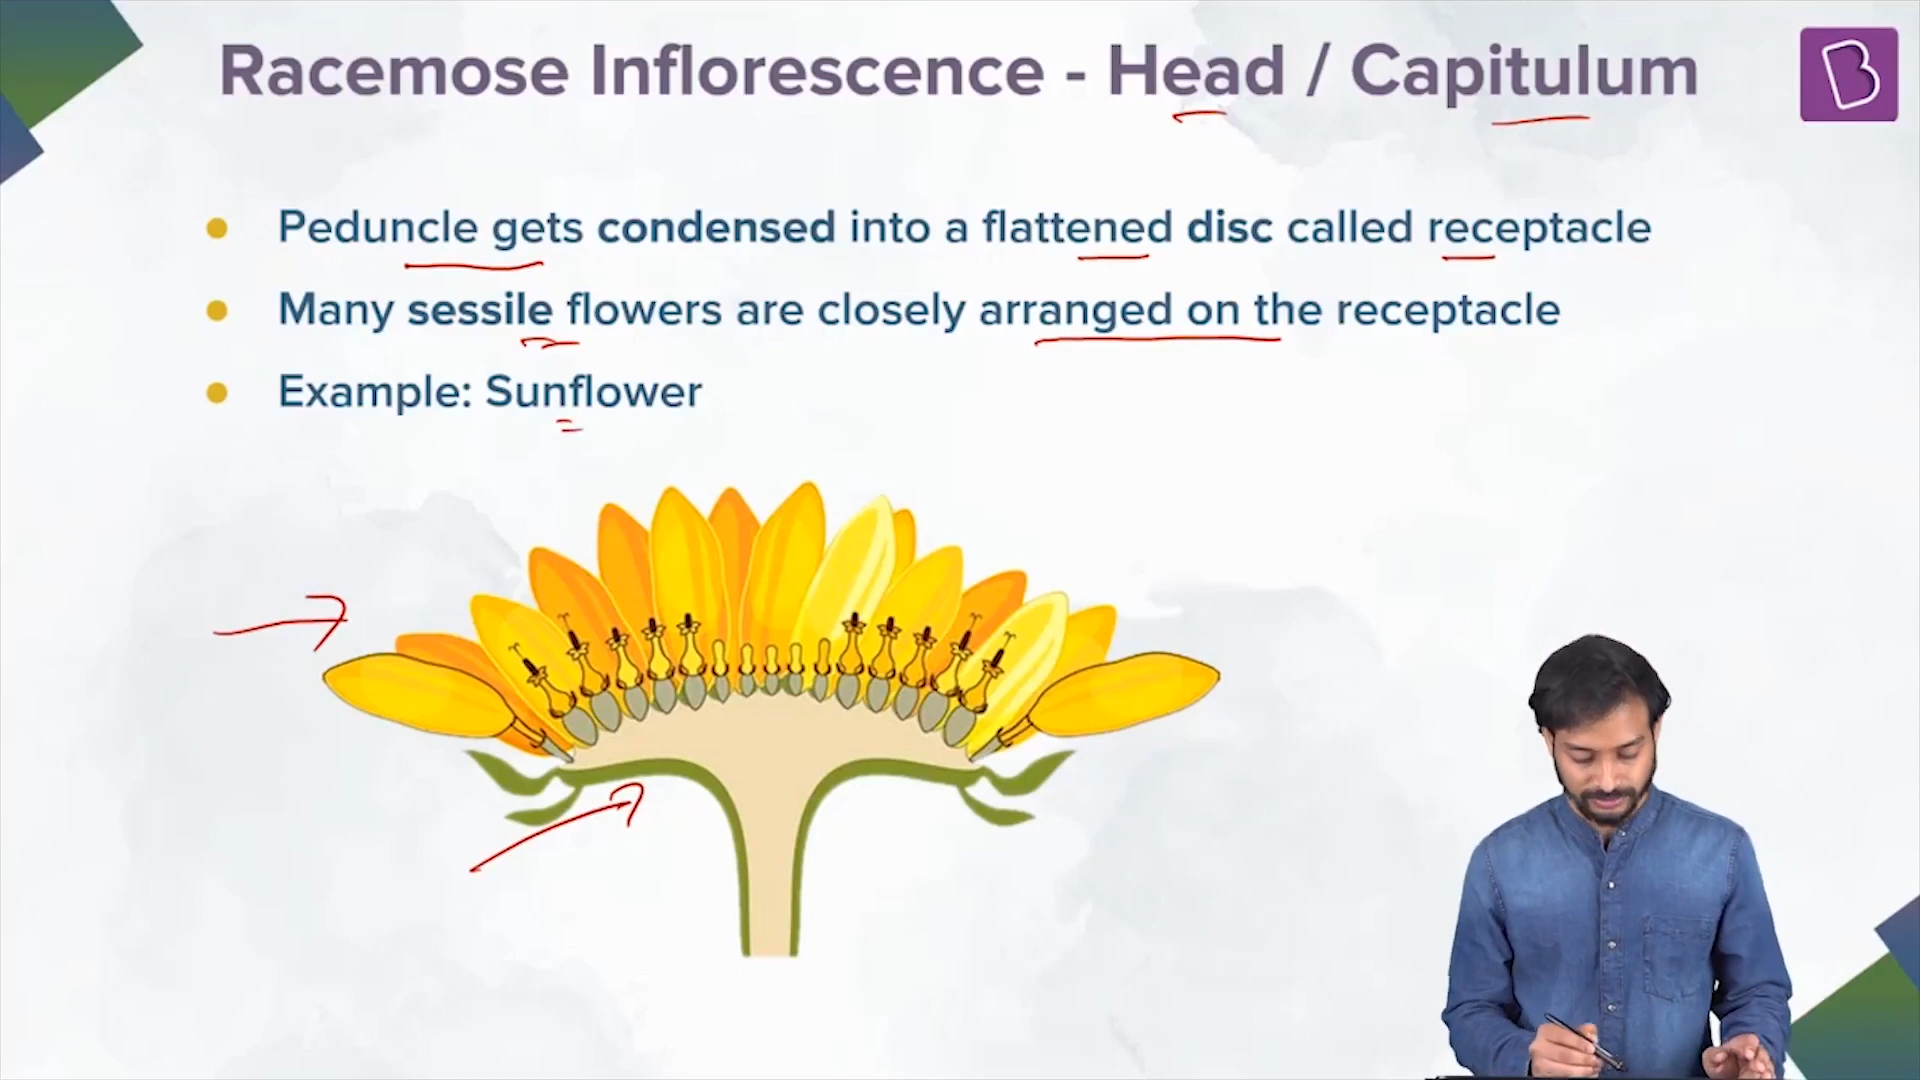 Racemose Inflorescence - Head / Capitulum
Peduncle gets condensed into a flattened disc called receptacle
Many sessile flowers are closely arranged on the receptacle
Example: Sunflower
B